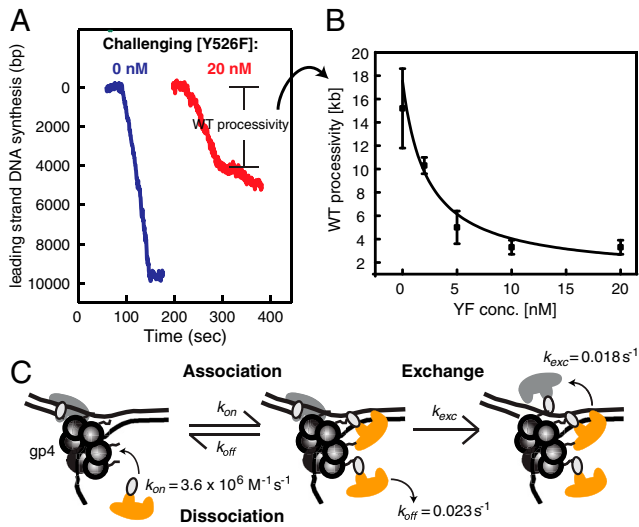 A
Challenging [Y526F]:
0 nM
20 nM
leading strand DNA synthesis (bp)
0
2000
4000
6000
8000
10000
WT processivity
0
100
200
300
400
Time (sec)
B
WT processivity [kb]
20
18
16
14
12
10
8
6
4
2
0
5
10
15
20
YF conc. [nM]
C
Association
Exchange
k_exc = 0.018 s⁻¹
k_on
k_off
k_exc
gp4
k_on = 3.6 x 10⁶ M⁻¹s⁻¹
k_off = 0.023 s⁻¹
Dissociation